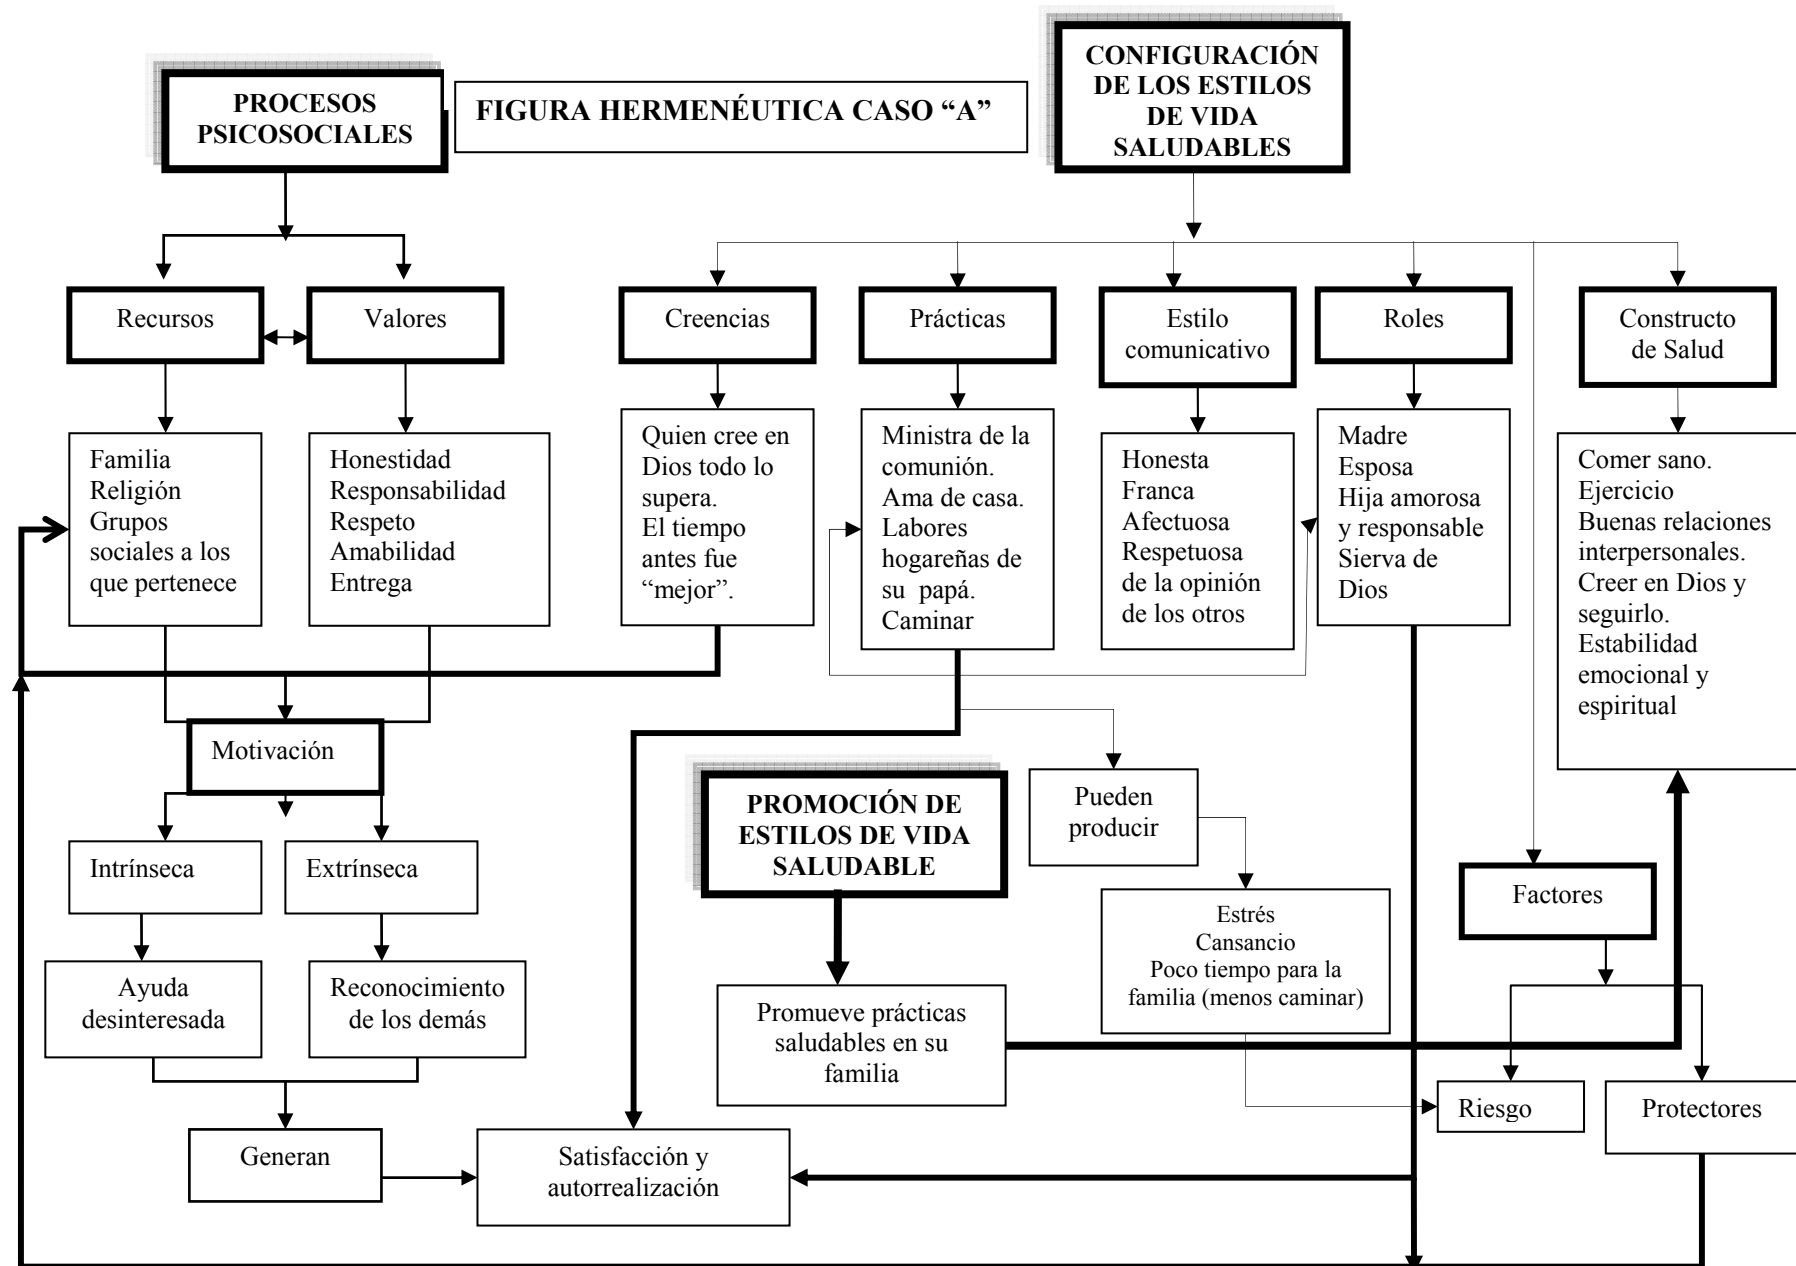 PROCESOS
PSICOSOCIALES
FIGURA HERMENÉUTICA CASO “A”
CONFIGURACIÓN
DE LOS ESTILOS
DE VIDA
SALUDABLES
Recursos
Valores
Creencias
Prácticas
Estilo
comunicativo
Roles
Constructo
de Salud
Familia
Religión
Grupos
sociales a los
que pertenece
Honestidad
Responsabilidad
Respeto
Amabilidad
Entrega
Quien cree en
Dios todo lo
supera.
El tiempo
antes fue
“mejor”.
Ministra de la
comunión.
Ama de casa.
Labores
hogareñas de
su papá.
Caminar
Honesta
Franca
Afectuosa
Respetuosa
de la opinión
de los otros
Madre
Esposa
Hija amorosa
y responsable
Sierva de
Dios
Comer sano.
Ejercicio
Buenas relaciones
interpersonales.
Creer en Dios y
seguirlo.
Estabilidad
emocional y
espiritual
Motivación
PROMOCIÓN DE
ESTILOS DE VIDA
SALUDABLE
Pueden
producir
Intrínseca
Extrínseca
Factores
Estrés
Cansancio
Poco tiempo para la
familia (menos caminar)
Ayuda
desinteresada
Reconocimiento
de los demás
Promueve prácticas
saludables en su
familia
Riesgo
Protectores
Generan
Satisfacción y
autorrealización